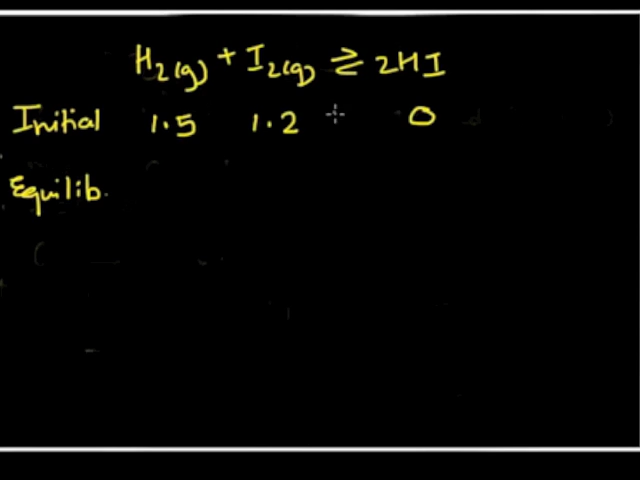 H2(g) + I2(g) ⇌ 2HI
Initial 1.5 1.2 0
Equilib.